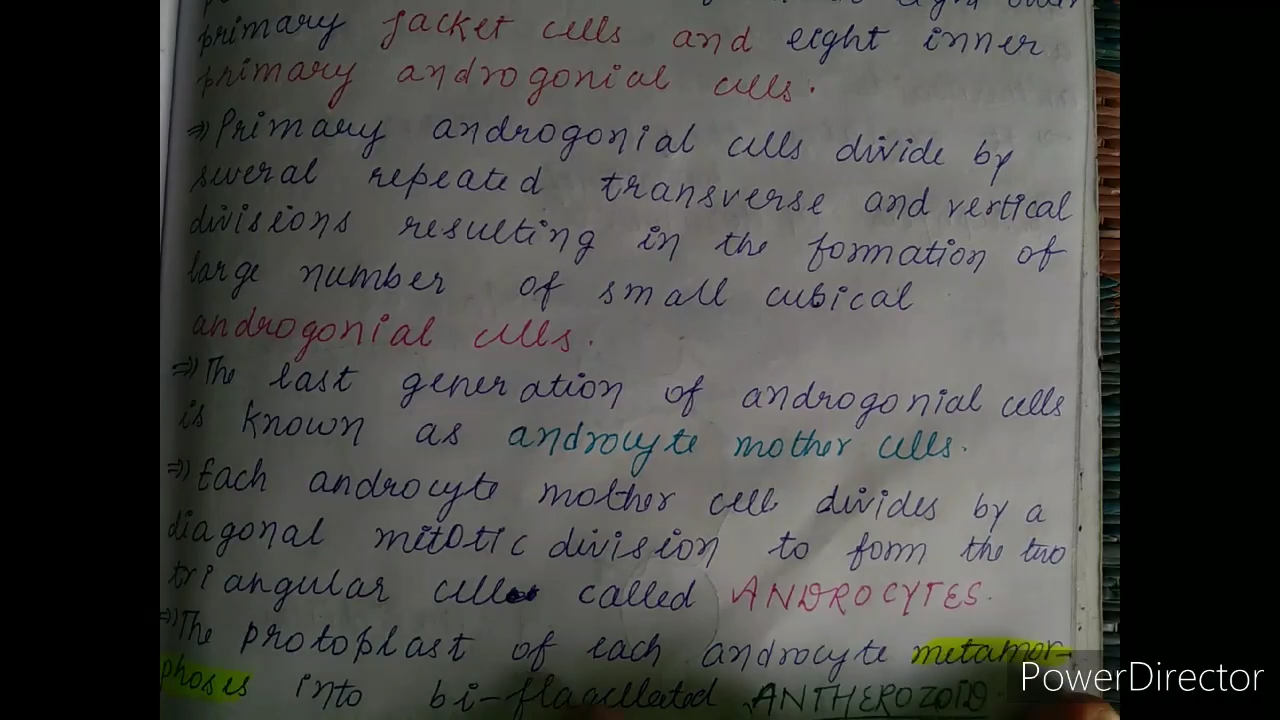 primary jacket cells and eight inner
primary androgonial cells.
⇒ Primary androgonial cells divide by
several repeated transverse and vertical
divisions resulting in the formation of
large number of small cubical
androgonial cells.
⇒ The last generation of androgonial cells
is known as androcyte mother cells.
⇒ Each androcyte mother cell divides by a
diagonal mitotic division to form the two
triangular cell called ANDROCYTES.
⇒ The protoplast of each androcyte metamor-
phoses into bi-flagellated ANTHEROZOID.
PowerDirector